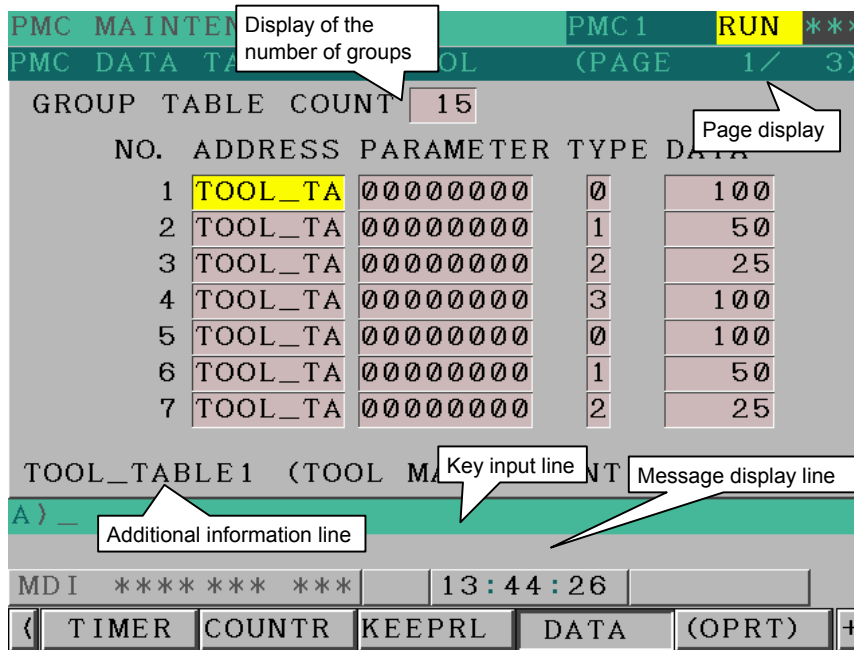 PMC MAINTEN PMC1 RUN ***
Display of the
number of groups
PMC DATA TA OL (PAGE 1/ 3)
GROUP TABLE COUNT 15
Page display
NO. ADDRESS PARAMETER TYPE DATA
1 TOOL_TA 00000000 0 100
2 TOOL_TA 00000000 1 50
3 TOOL_TA 00000000 2 25
4 TOOL_TA 00000000 3 100
5 TOOL_TA 00000000 0 100
6 TOOL_TA 00000000 1 50
7 TOOL_TA 00000000 2 25
TOOL_TABLE1 (TOOL MA NT
Key input line
Message display line
A)_
Additional information line
MDI **** *** *** 13:44:26
( TIMER COUNTR KEEPRL DATA (OPRT) +